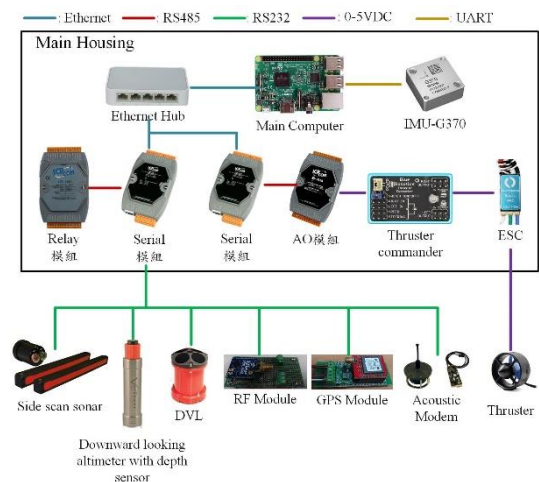 : Ethernet
: RS485
: RS232
: 0-5VDC
: UART
Main Housing
Ethernet Hub
Main Computer
IMU-G370
Relay
模組
Serial
模組
Serial
模組
AO模組
Thruster
commander
ESC
Side scan sonar
Downward looking
altimeter with depth
sensor
DVL
RF Module
GPS Module
Acoustic
Modem
Thruster